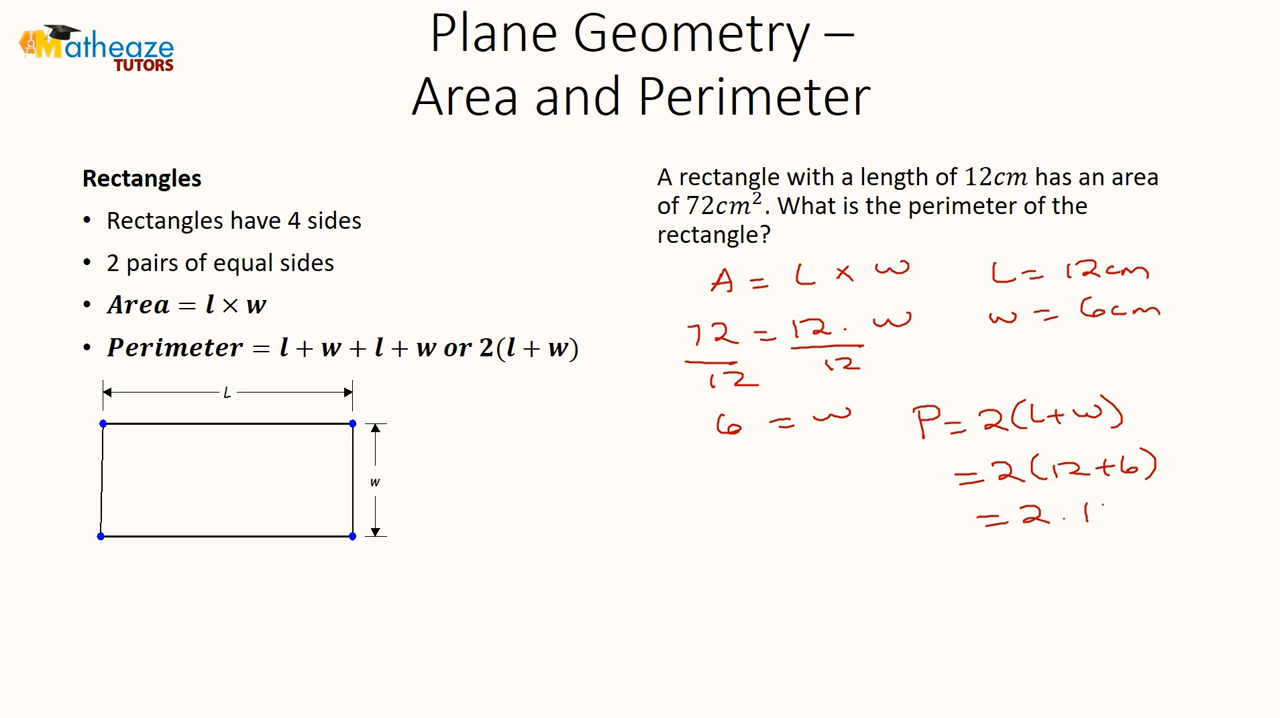 Matheaze
TUTORS
Plane Geometry –
Area and Perimeter
Rectangles
• Rectangles have 4 sides
• 2 pairs of equal sides
• Area = l × w
• Perimeter = l + w + l + w or 2(l + w)
L
w
A rectangle with a length of 12cm has an area
of 72cm². What is the perimeter of the
rectangle?
A = L × w
72 = 12 . w
12 12
6 = w
L = 12cm
w = 6cm
P = 2(L+w)
= 2(12+6)
= 2 . 1